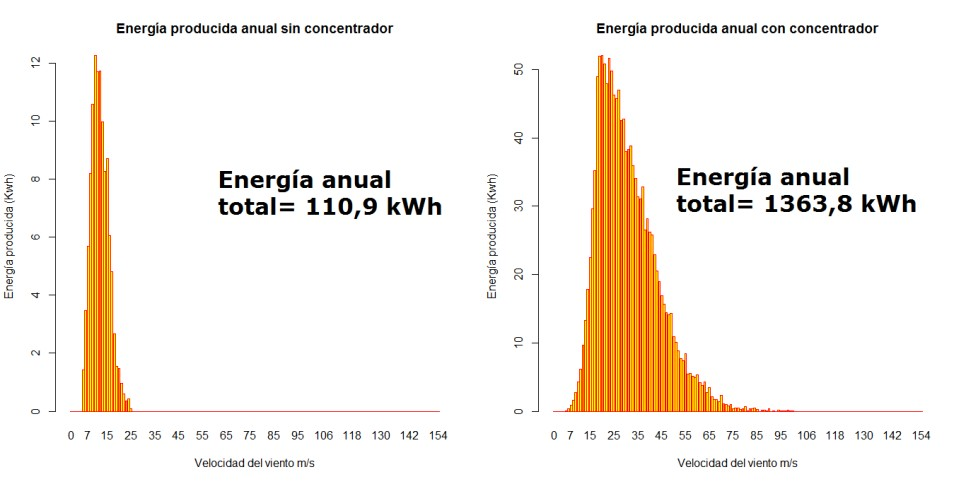 Energía producida anual sin concentrador
Energía producida (Kwh)
12
10
8
6
4
2
0
Energía anual
total= 110,9 kWh
0 7 15 25 35 45 55 65 75 85 95 106 118 130 142 154
Velocidad del viento m/s
Energía producida anual con concentrador
Energía producida (Kwh)
50
40
30
20
10
0
Energía anual
total= 1363,8 kWh
0 7 15 25 35 45 55 65 75 85 95 106 118 130 142 154
Velocidad del viento m/s